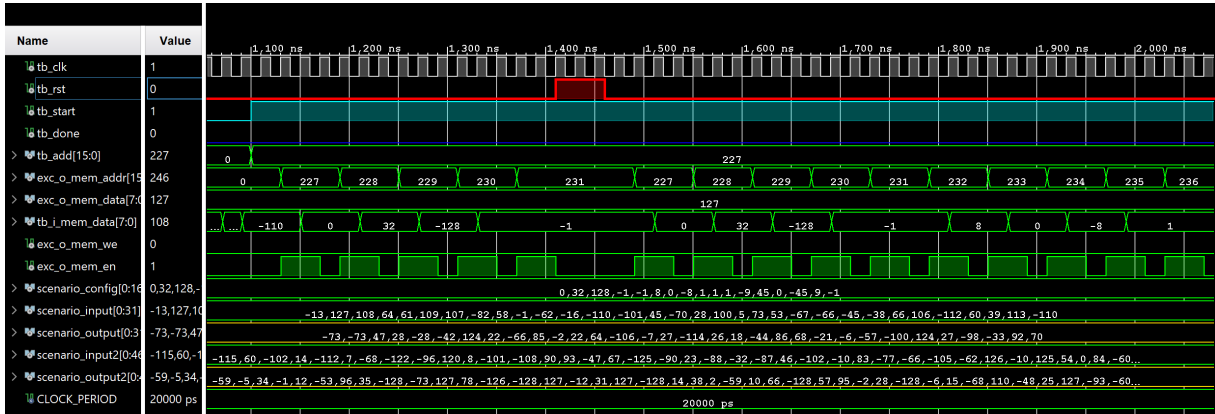 Name Value
1,100 ns 1,200 ns 1,300 ns 1,400 ns 1,500 ns 1,600 ns 1,700 ns 1,800 ns 1,900 ns 2,000 ns
tb_clk 1
tb_rst 0
tb_start 1
tb_done 0
tb_add[15:0] 227 0 227
exc_o_mem_addr[15 246 0 227 228 229 230 231 227 228 229 230 231 232 233 234 235 236
exc_o_mem_data[7:0 127 127
tb_i_mem_data[7:0] 108 ... ... -110 0 32 -128 -1 0 32 -128 -1 8 0 -8 1
exc_o_mem_we 0
exc_o_mem_en 1
scenario_config[0:16 0,32,128,- 0,32,128,-1,-1,8,0,-8,1,1,1,-9,45,0,-45,9,-1
scenario_input[0:31] -13,127,10 -13,127,108,64,61,109,107,-82,58,-1,-62,-16,-110,-101,45,-70,28,100,5,73,53,-67,-66,-45,-38,66,106,-112,60,39,113,-110
scenario_output[0:3 -73,-73,47 -73,-73,47,28,-28,-42,124,22,-66,85,-2,22,64,-106,-7,27,-114,26,18,-44,86,68,-21,-6,-57,-100,124,27,-98,-33,92,70
scenario_input2[0:46 -115,60,-1 -115,60,-102,14,-112,7,-68,-122,-96,120,8,-101,-108,90,93,-47,67,-125,-90,23,-88,-32,-87,46,-102,-10,83,-77,-66,-105,-62,126,-10,125,54,0,84,-60...
scenario_output2[0:4 -59,-5,34,- -59,-5,34,-1,12,-53,96,35,-128,-73,127,78,-126,-128,127,-12,31,127,-128,14,38,2,-59,10,66,-128,57,95,-2,28,-128,-6,15,-68,110,-48,25,127,-93,-60...
CLOCK_PERIOD 20000 ps 20000 ps